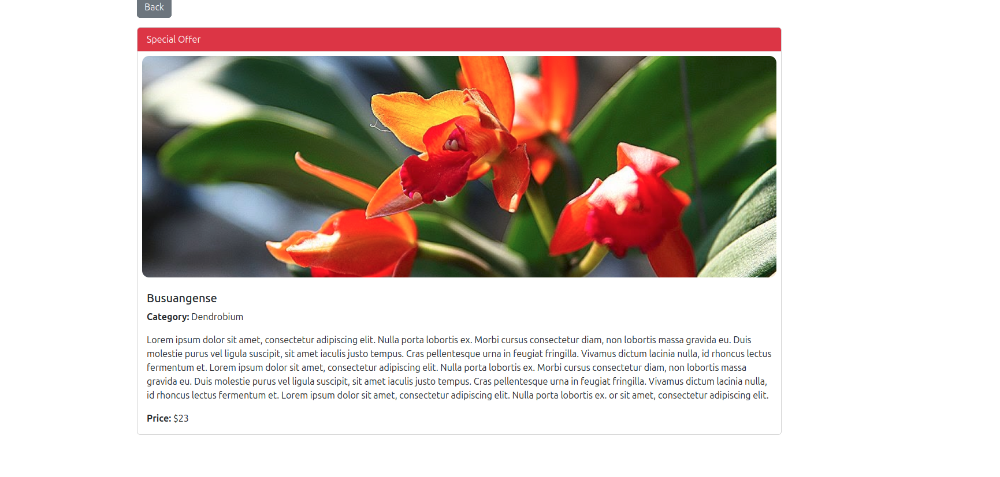 Back
Special Offer
Busuangense
Category: Dendrobium
Lorem ipsum dolor sit amet, consectetur adipiscing elit. Nulla porta lobortis ex. Morbi cursus consectetur diam, non lobortis massa gravida eu. Duis
molestie purus vel ligula suscipit, sit amet iaculis justo tempus. Cras pellentesque urna in feugiat fringilla. Vivamus dictum lacinia nulla, id rhoncus lectus
fermentum et. Lorem ipsum dolor sit amet, consectetur adipiscing elit. Nulla porta lobortis ex. Morbi cursus consectetur diam, non lobortis massa
gravida eu. Duis molestie purus vel ligula suscipit, sit amet iaculis justo tempus. Cras pellentesque urna in feugiat fringilla. Vivamus dictum lacinia nulla,
id rhoncus lectus fermentum et. Lorem ipsum dolor sit amet, consectetur adipiscing elit. Nulla porta lobortis ex. or sit amet, consectetur adipiscing elit.
Price: $23